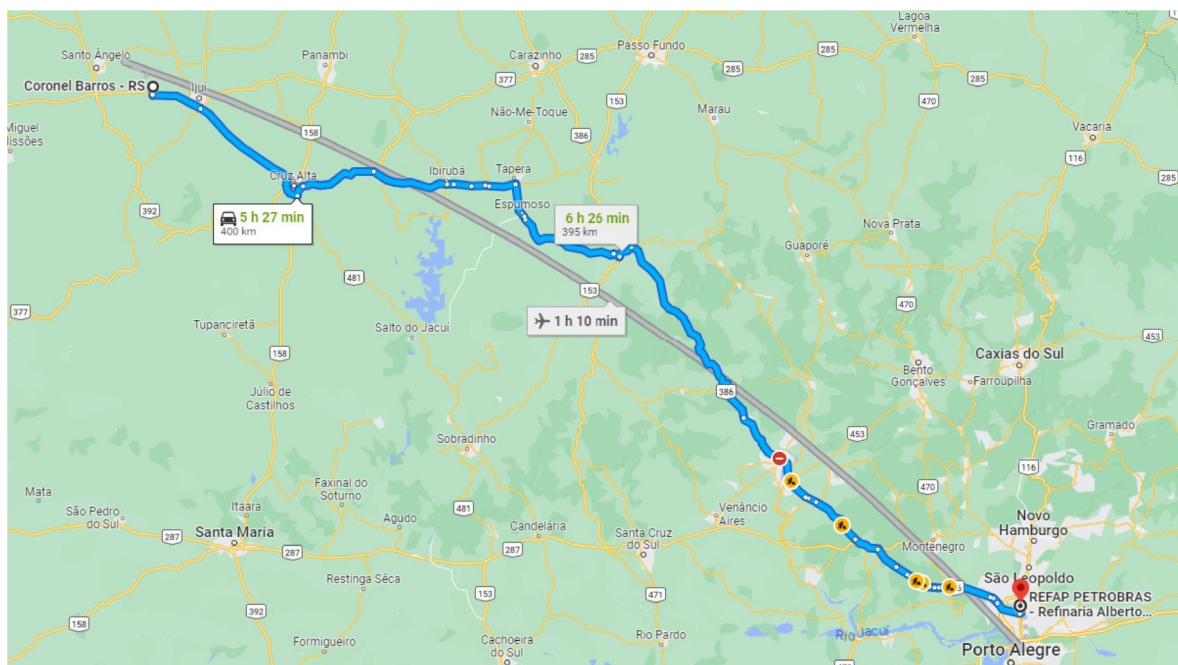 Lagoa
Vermelha
Santo Ângelo
Panambi
Carazinho
Passo Fundo
285
285
285
285
470
Coronel Barros - RS
Ijuí
377
153
Não-Me-Toque
Marau
Vacaria
Miguel
Missões
158
386
116
Cruz Alta
Ibirubá
Tapera
Espumoso
392
5 h 27 min
400 km
6 h 26 min
395 km
Nova Prata
Guaporé
481
153
470
377
1 h 10 min
Tupanciretã
Salto do Jacuí
453
158
Caxias do Sul
Bento
Gonçalves
Farroupilha
Júlio de
Castilhos
386
Sobradinho
453
Gramado
116
Mata
Faxinal do
Soturno
470
São Pedro
do Sul
Itaara
481
Venâncio
Aires
Novo
Hamburgo
Santa Maria
Agudo
Candelária
287
287
287
Santa Cruz
do Sul
Montenegro
São Leopoldo
Restinga Sêca
REFAP PETROBRAS
- Refinaria Alberto...
153
471
392
158
Formigueiro
Cachoeira
do Sul
Rio Pardo
Rio Jacuí
290
Porto Alegre
470